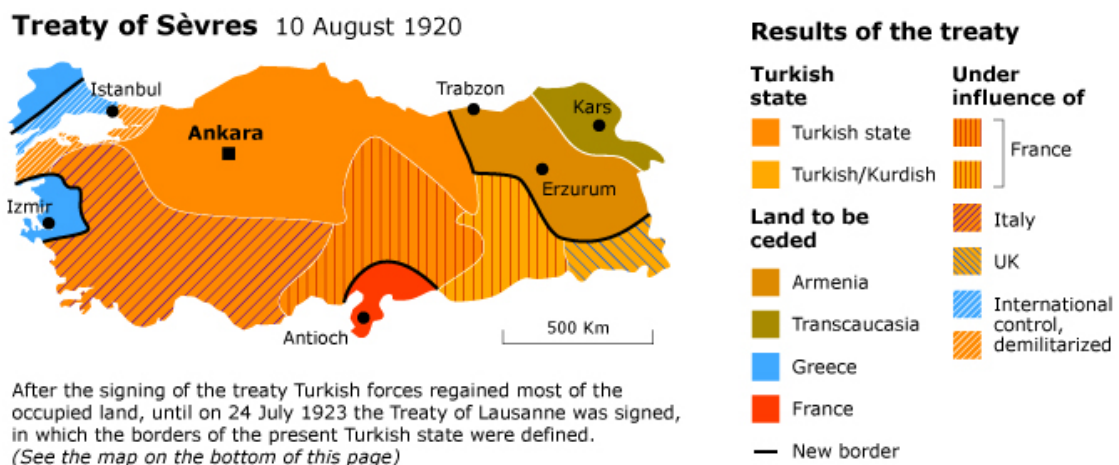 Treaty of Sèvres 10 August 1920
Istanbul
Trabzon
Kars
Ankara
Erzurum
Izmir
Antioch
500 Km
After the signing of the treaty Turkish forces regained most of the
occupied land, until on 24 July 1923 the Treaty of Lausanne was signed,
in which the borders of the present Turkish state were defined.
(See the map on the bottom of this page)
Results of the treaty
Turkish
state
Turkish state
Turkish/Kurdish
Land to be
ceded
Armenia
Transcaucasia
Greece
France
New border
Under
influence of
France
Italy
UK
International
control,
demilitarized